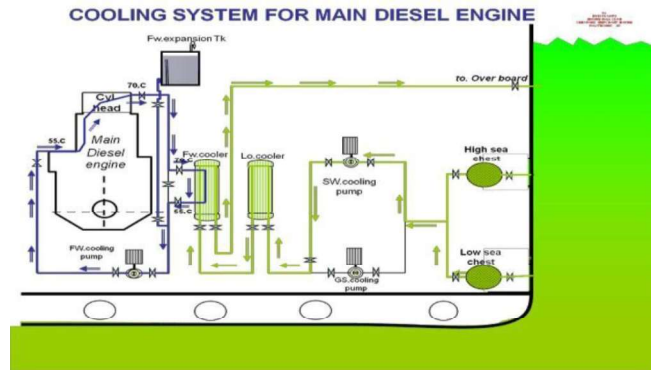 COOLING SYSTEM FOR MAIN DIESEL ENGINE
Fw.expansion Tk
to. Over board
70.C
Cyl
head
55.C
Main
Diesel
engine
Fw.cooler
Lo.cooler
High sea
chest
SW.cooling
pump
55.C
FW.cooling
pump
Low sea
chest
GS.cooling
pump